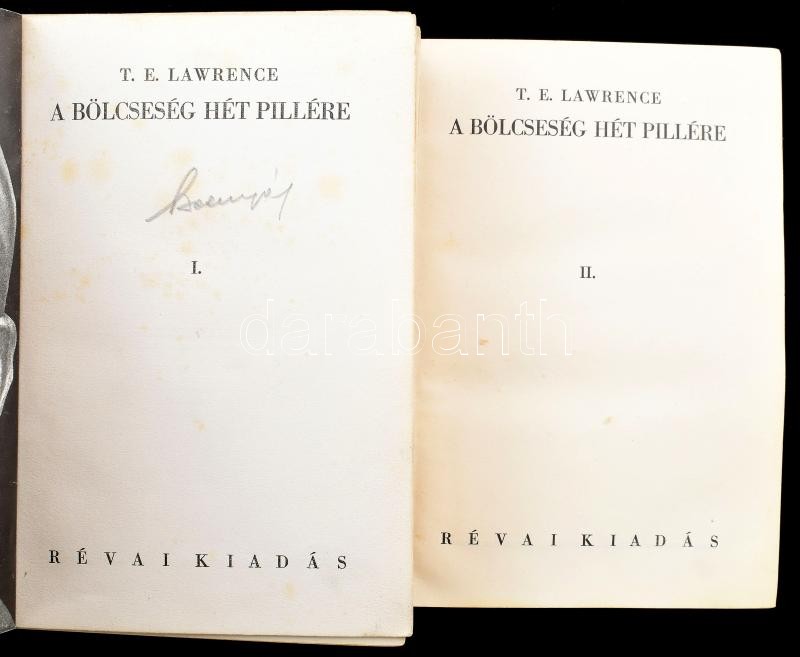 T. E. LAWRENCE
A BÖLCSESÉG HÉT PILLÉRE
I.
RÉVAI KIADÁS
T. E. LAWRENCE
A BÖLCSESÉG HÉT PILLÉRE
II.
RÉVAI KIADÁS
darabanth